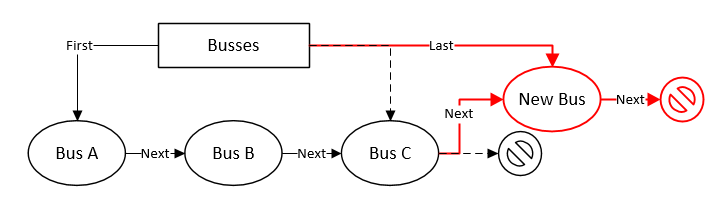 Busses
First
Last
New Bus
Next
Next
Bus A
Next
Bus B
Next
Bus C